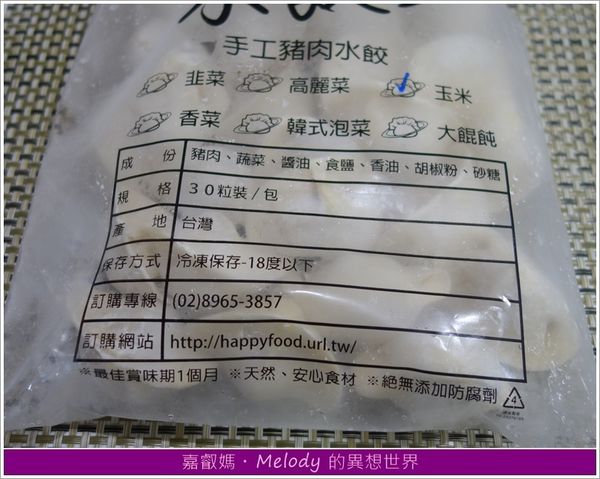 手工豬肉水餃
韭菜 高麗菜 玉米
香菜 韓式泡菜 大餛飩
成份 豬肉、蔬菜、醬油、食鹽、香油、胡椒粉、砂糖
規格 30粒裝／包
產地 台灣
保存方式 冷凍保存-18度以下
訂購專線 (02)8965-3857
訂購網站 http://happyfood.url.tw/
※最佳賞味期1個月 ※天然、安心食材 ※絕無添加防腐劑
4
嘉叡媽・Melody 的異想世界